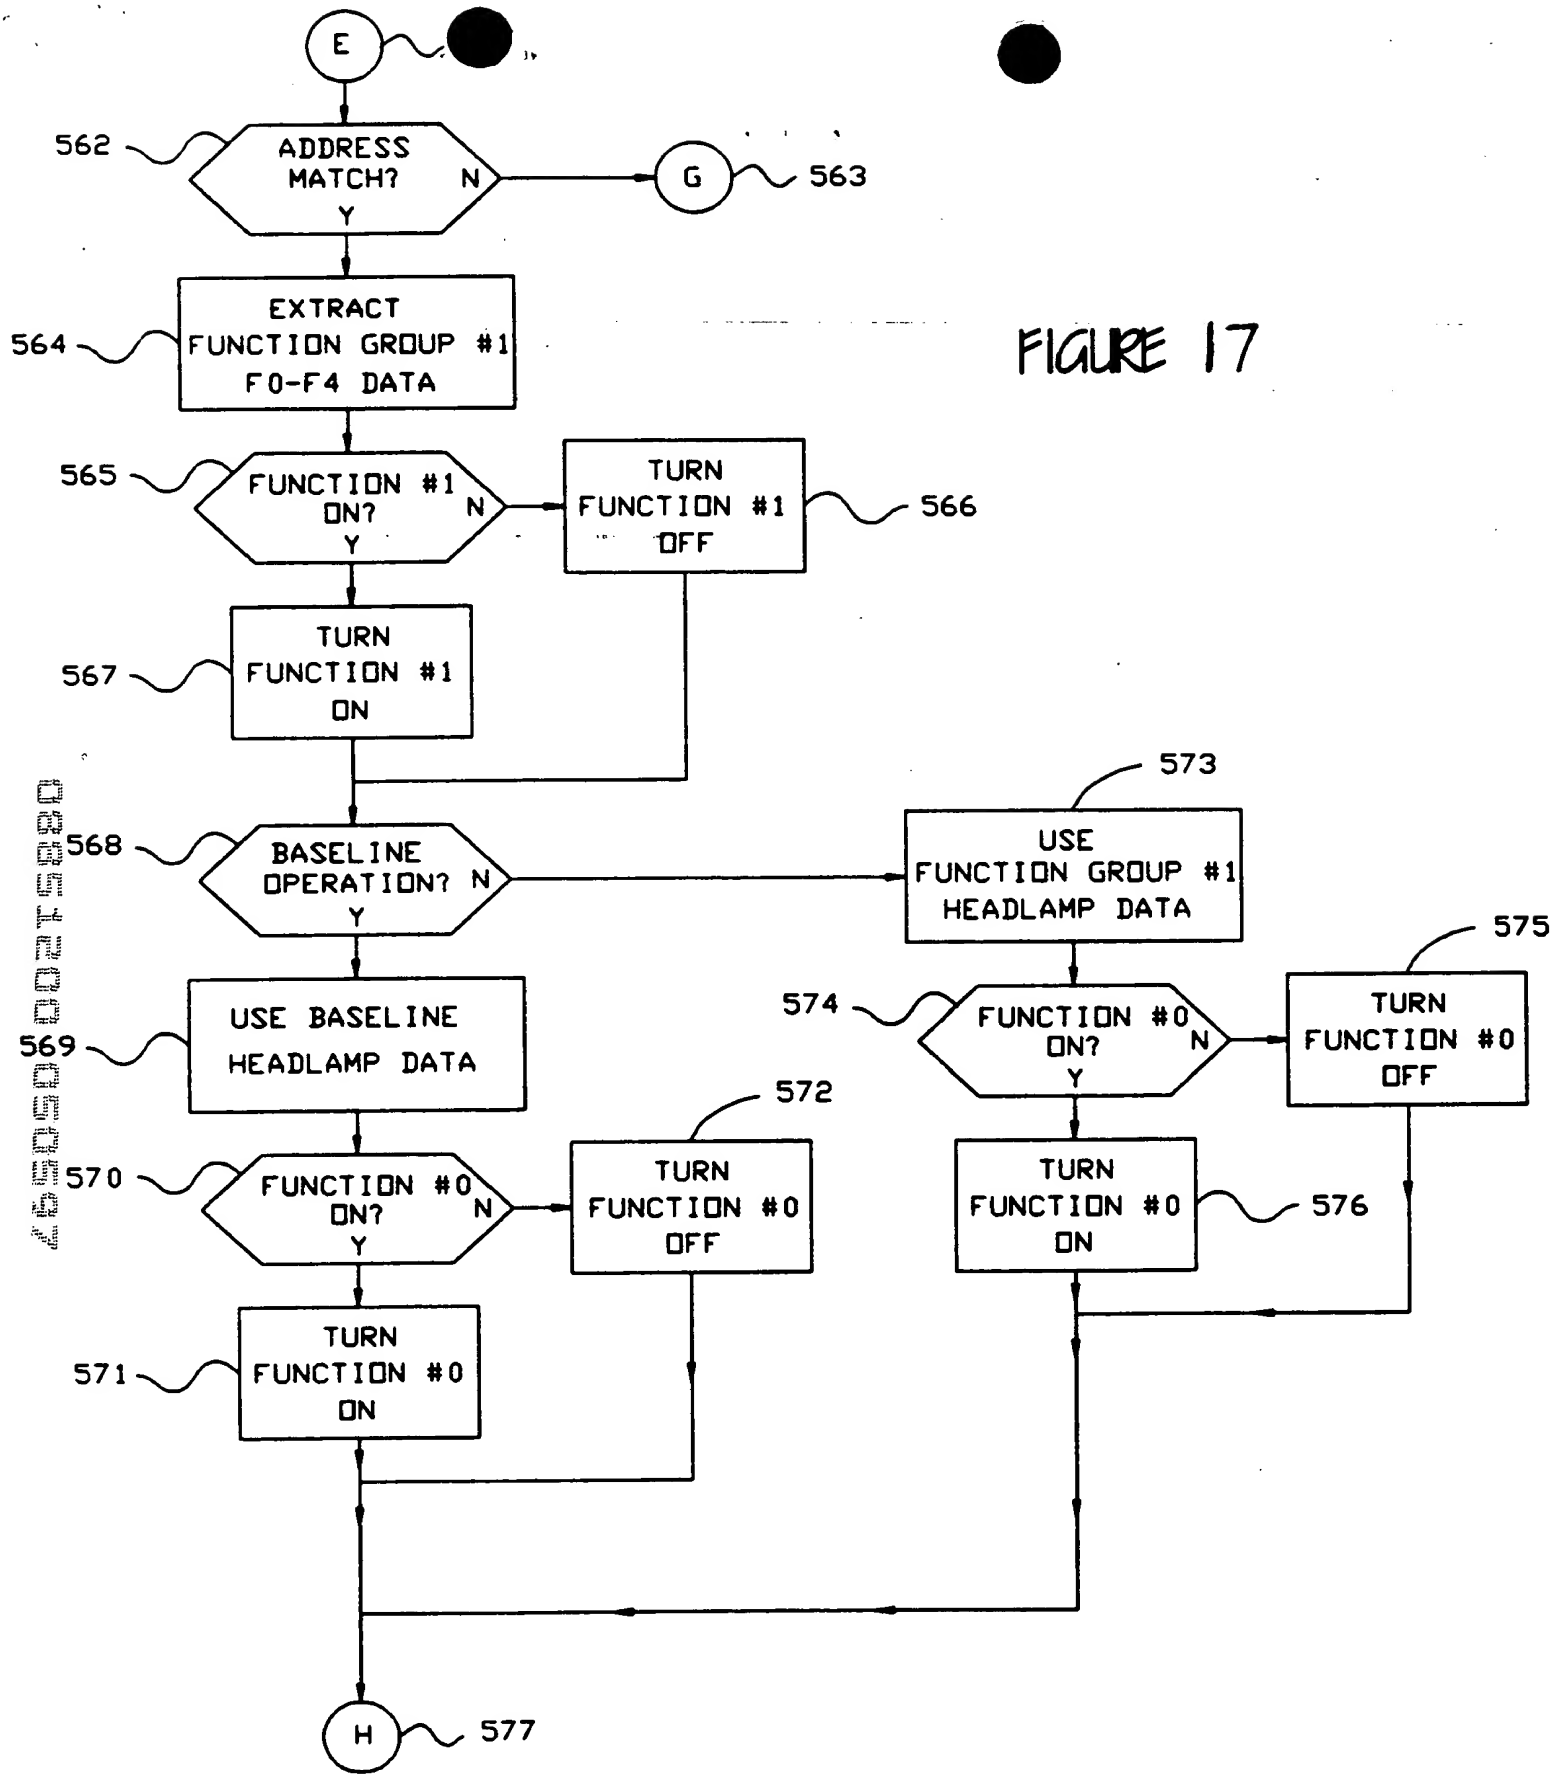 E
562
ADDRESS
MATCH?
N
Y
G
563
564
EXTRACT
FUNCTION GROUP #1
F0-F4 DATA
FIGURE 17
565
FUNCTION #1
ON?
N
Y
TURN
FUNCTION #1
OFF
566
567
TURN
FUNCTION #1
ON
568
BASELINE
OPERATION?
N
Y
573
USE
FUNCTION GROUP #1
HEADLAMP DATA
569
USE BASELINE
HEADLAMP DATA
574
FUNCTION #0
ON?
N
Y
575
TURN
FUNCTION #0
OFF
570
FUNCTION #0
ON?
N
Y
572
TURN
FUNCTION #0
OFF
TURN
FUNCTION #0
ON
576
571
TURN
FUNCTION #0
ON
H
577